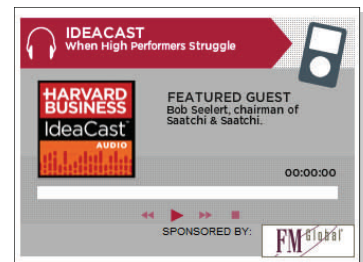 IDEACAST
When High Performers Struggle
HARVARD
BUSINESS
IdeaCast
AUDIO
FEATURED GUEST
Bob Seelert, chairman of
Saatchi & Saatchi.
00:00:00
SPONSORED BY:
FM Global